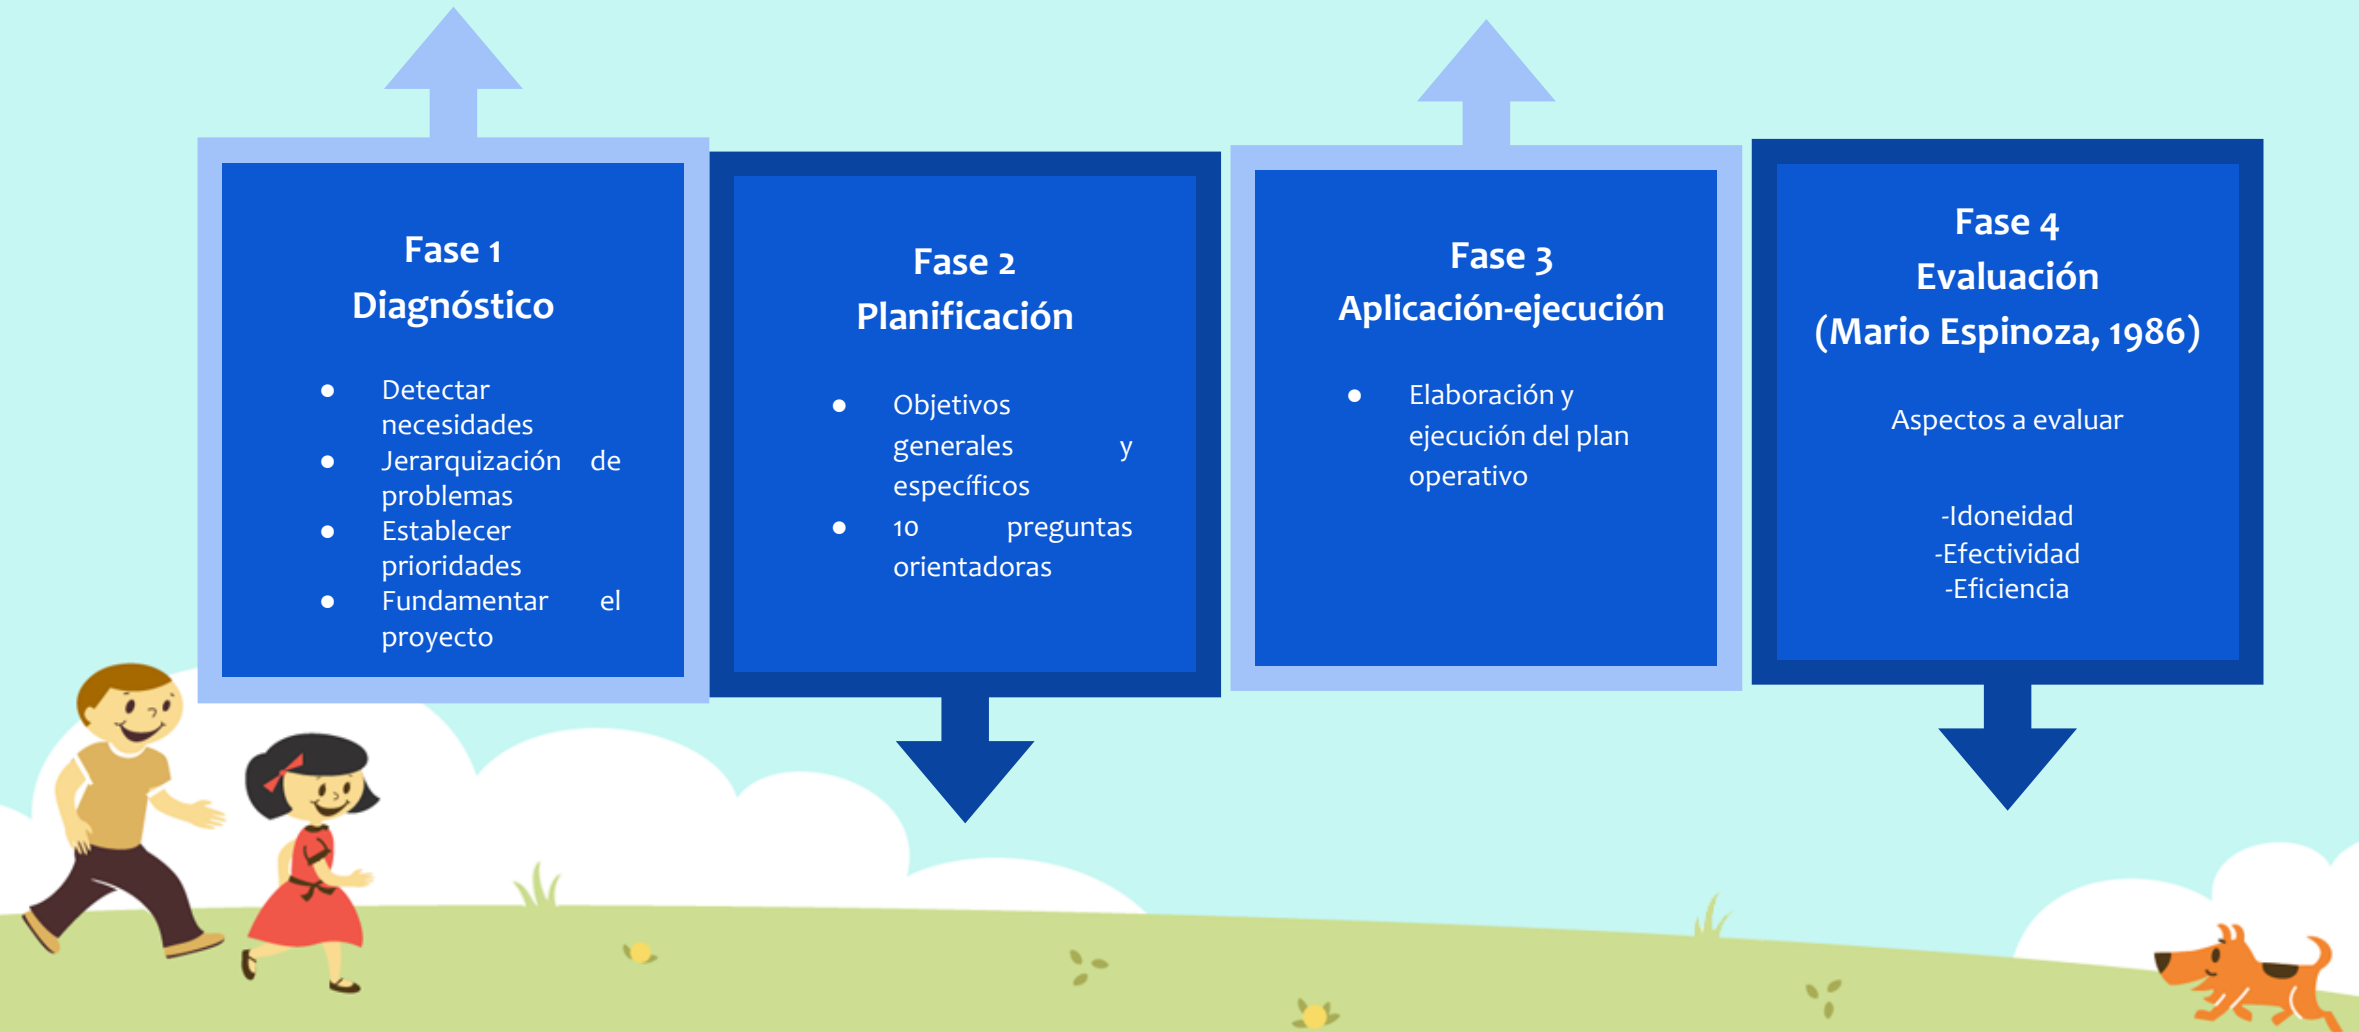 Fase 1
Diagnóstico
● Detectar
necesidades
● Jerarquización de
problemas
● Establecer
prioridades
● Fundamentar el
proyecto
Fase 2
Planificación
● Objetivos
generales y
específicos
● 10 preguntas
orientadoras
Fase 3
Aplicación-ejecución
● Elaboración y
ejecución del plan
operativo
Fase 4
Evaluación
(Mario Espinoza, 1986)
Aspectos a evaluar
-Idoneidad
-Efectividad
-Eficiencia